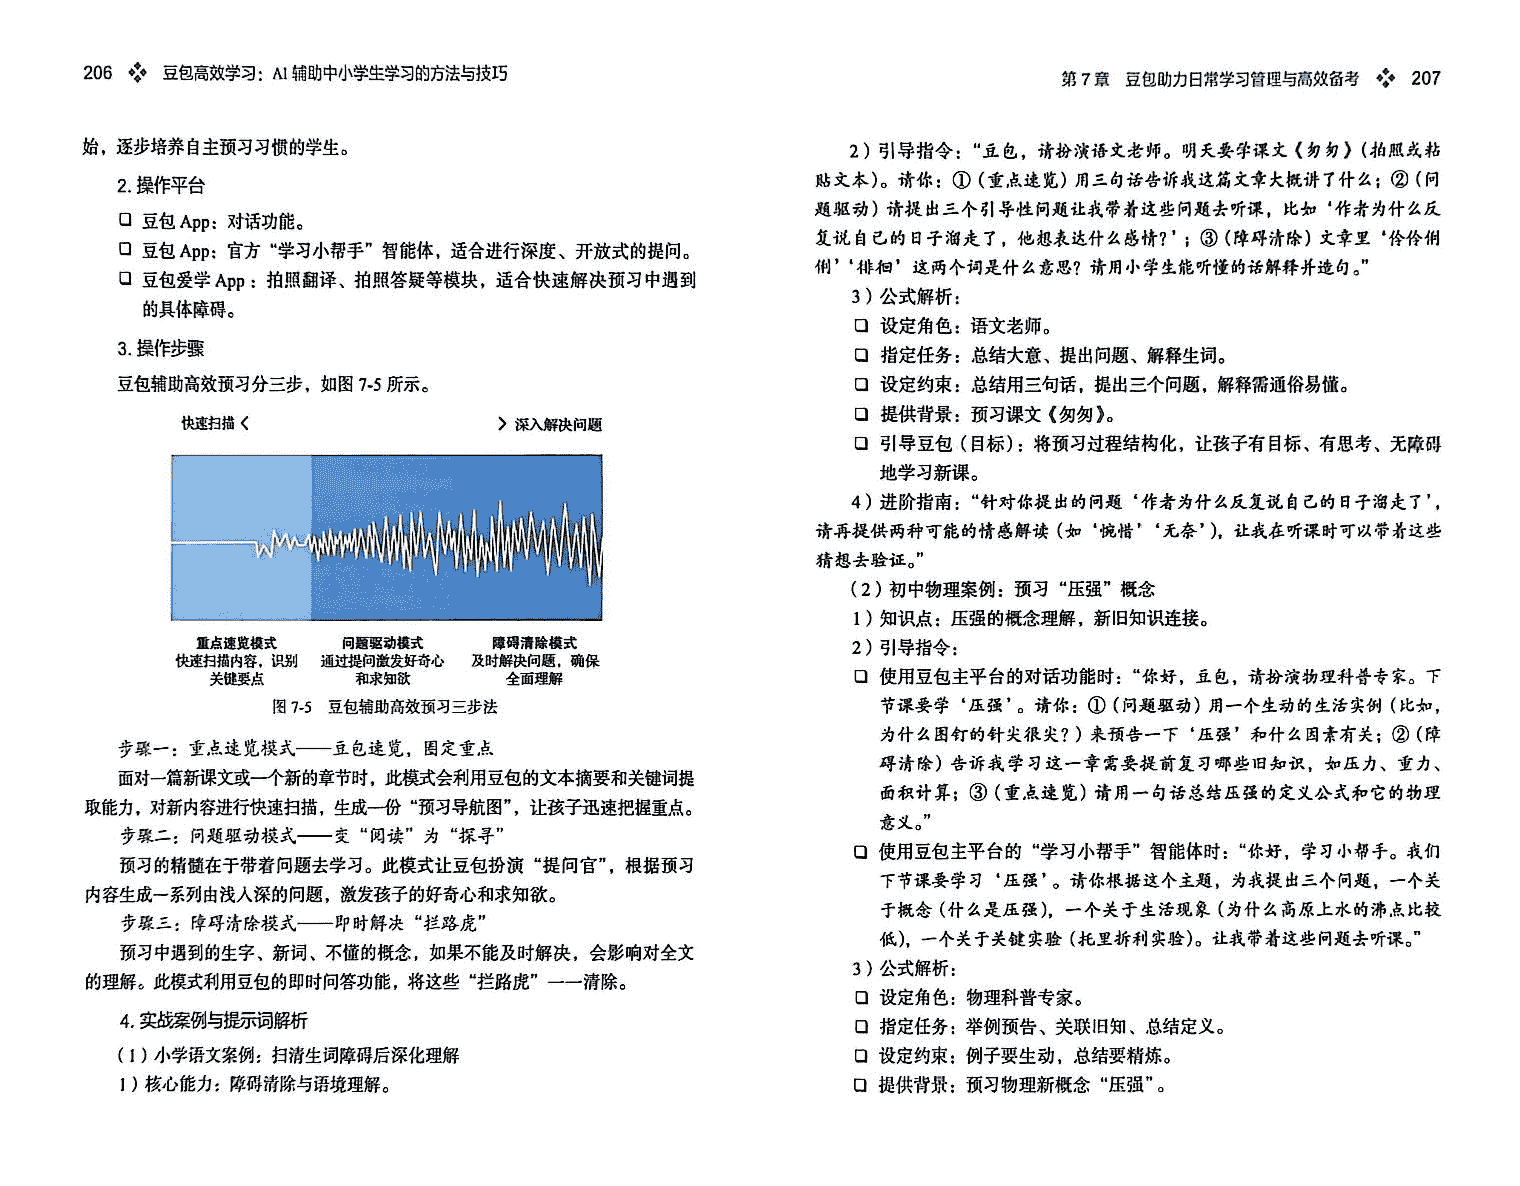 206 豆包高效学习：AI 辅助中小学生学习的方法与技巧
始，逐步培养自主预习习惯的学生。
2. 操作平台
❑ 豆包 App：对话功能。
❑ 豆包 App：官方“学习小帮手”智能体，适合进行深度、开放式的提问。
❑ 豆包爱学 App：拍照翻译、拍照答疑等模块，适合快速解决预习中遇到
的具体障碍。
3. 操作步骤
豆包辅助高效预习分三步，如图 7-5 所示。
快速扫描 〈 〉 深入解决问题
重点速览模式 问题驱动模式 障碍清除模式
快速扫描内容，识别 通过提问激发好奇心 及时解决问题，确保
关键要点 和求知欲 全面理解
图 7-5 豆包辅助高效预习三步法
步骤一：重点速览模式——豆包速览，圈定重点
面对一篇新课文或一个新的章节时，此模式会利用豆包的文本摘要和关键词提
取能力，对新内容进行快速扫描，生成一份“预习导航图”，让孩子迅速把握重点。
步骤二：问题驱动模式——变“阅读”为“探寻”
预习的精髓在于带着问题去学习。此模式让豆包扮演“提问官”，根据预习
内容生成一系列由浅入深的问题，激发孩子的好奇心和求知欲。
步骤三：障碍清除模式——即时解决“拦路虎”
预习中遇到的生字、新词、不懂的概念，如果不能及时解决，会影响对全文
的理解。此模式利用豆包的即时问答功能，将这些“拦路虎”一一清除。
4. 实战案例与提示词解析
（1）小学语文案例：扫清生词障碍后深化理解
1）核心能力：障碍清除与语境理解。
第 7 章 豆包助力日常学习管理与高效备考 207
2）引导指令：“豆包，请扮演语文老师。明天要学课文《匆匆》（拍照或粘
贴文本）。请你：①（重点速览）用三句话告诉我这篇文章大概讲了什么；②（问
题驱动）请提出三个引导性问题让我带着这些问题去听课，比如‘作者为什么反
复说自己的日子溜走了，他想表达什么感情？’；③（障碍清除）文章里‘伶伶俐
俐’‘徘徊’这两个词是什么意思？请用小学生能听懂的话解释并造句。”
3）公式解析：
❑ 设定角色：语文老师。
❑ 指定任务：总结大意、提出问题、解释生词。
❑ 设定约束：总结用三句话，提出三个问题，解释需通俗易懂。
❑ 提供背景：预习课文《匆匆》。
❑ 引导豆包（目标）：将预习过程结构化，让孩子有目标、有思考、无障碍
地学习新课。
4）进阶指南：“针对你提出的问题‘作者为什么反复说自己的日子溜走了’，
请再提供两种可能的情感解读（如‘惋惜’‘无奈’），让我在听课时可以带着这些
猜想去验证。”
（2）初中物理案例：预习“压强”概念
1）知识点：压强的概念理解，新旧知识连接。
2）引导指令：
❑ 使用豆包主平台的对话功能时：“你好，豆包，请扮演物理科普专家。下
节课要学‘压强’。请你：①（问题驱动）用一个生动的生活实例（比如，
为什么图钉的针尖很尖？）来预告一下‘压强’和什么因素有关；②（障
碍清除）告诉我学习这一章需要提前复习哪些旧知识，如压力、重力、
面积计算；③（重点速览）请用一句话总结压强的定义公式和它的物理
意义。”
❑ 使用豆包主平台的“学习小帮手”智能体时：“你好，学习小帮手。我们
下节课要学习‘压强’。请你根据这个主题，为我提出三个问题，一个关
于概念（什么是压强），一个关于生活现象（为什么高原上水的沸点比较
低），一个关于关键实验（托里拆利实验）。让我带着这些问题去听课。”
3）公式解析：
❑ 设定角色：物理科普专家。
❑ 指定任务：举例预告、关联旧知、总结定义。
❑ 设定约束：例子要生动，总结要精炼。
❑ 提供背景：预习物理新概念“压强”。